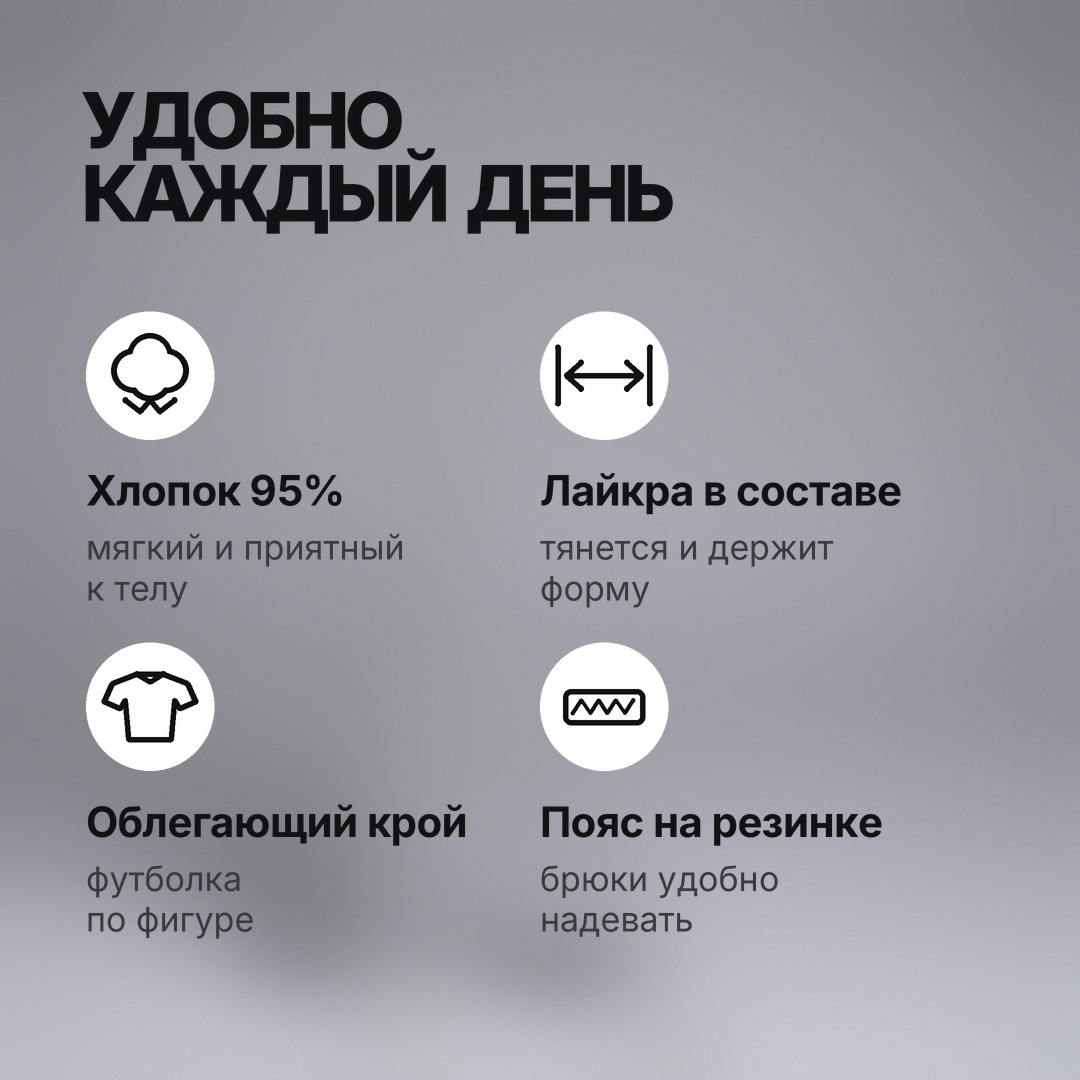 УДОБНО
КАЖДЫЙ ДЕНЬ
Хлопок 95%
мягкий и приятный
к телу
Лайкра в составе
тянется и держит
форму
Облегающий крой
футболка
по фигуре
Пояс на резинке
брюки удобно
надевать